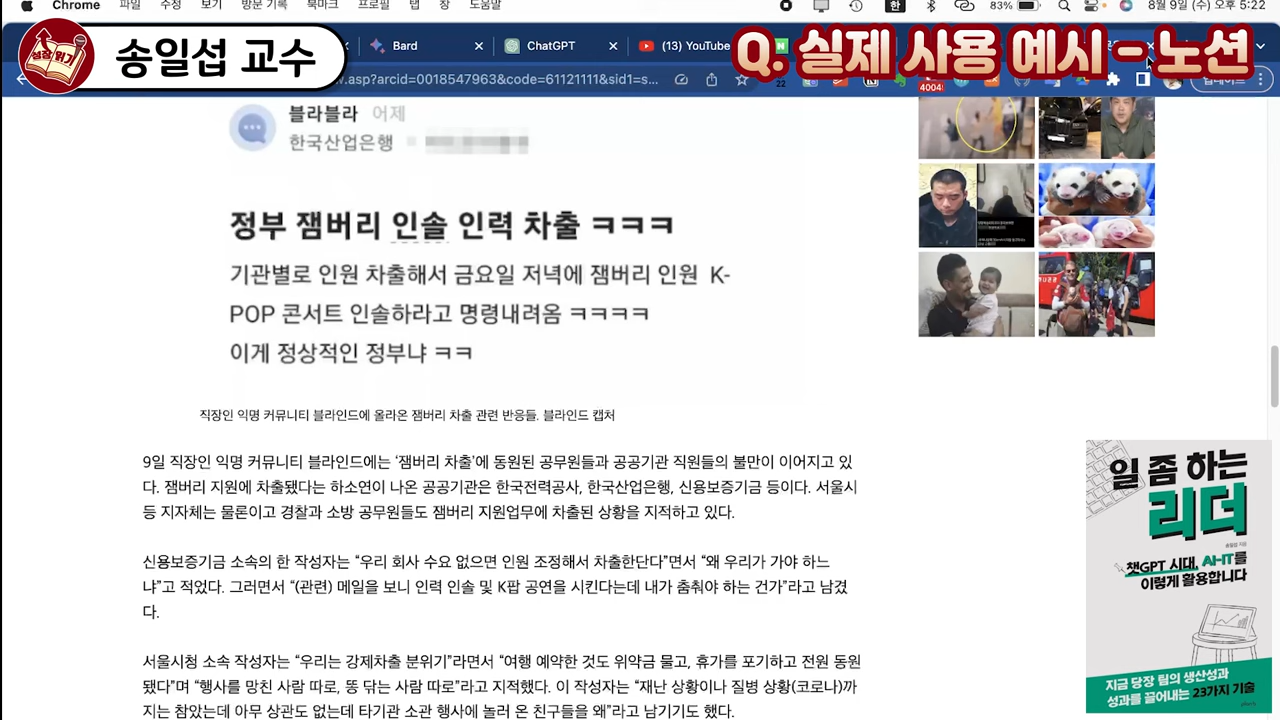 Chrome 파일 수정 보기 방문 기록 북마크 프로필 탭 창 도움말
한 83% 8월 9일 (수) 오후 5:22
성장읽기
송일섭 교수
Bard
ChatGPT
(13) YouTube
Q. 실제 사용 예시 - 노션
.asp?arcid=0018547963&code=61121111&sid1=s...
22
4004!
업데이트
블라블라 어제
한국산업은행
정부 잼버리 인솔 인력 차출 ㅋㅋㅋ
기관별로 인원 차출해서 금요일 저녁에 잼버리 인원 K-
POP 콘서트 인솔하라고 명령내려옴 ㅋㅋㅋㅋ
이게 정상적인 정부냐 ㅋㅋ
직장인 익명 커뮤니티 블라인드에 올라온 잼버리 차출 관련 반응들. 블라인드 캡처
9일 직장인 익명 커뮤니티 블라인드에는 ‘잼버리 차출’에 동원된 공무원들과 공공기관 직원들의 불만이 이어지고 있
다. 잼버리 지원에 차출됐다는 하소연이 나온 공공기관은 한국전력공사, 한국산업은행, 신용보증기금 등이다. 서울시
등 지자체는 물론이고 경찰과 소방 공무원들도 잼버리 지원업무에 차출된 상황을 지적하고 있다.
신용보증기금 소속의 한 작성자는 “우리 회사 수요 없으면 인원 조정해서 차출한단다”면서 “왜 우리가 가야 하느
냐”고 적었다. 그러면서 “(관련) 메일을 보니 인력 인솔 및 K팝 공연을 시킨다는데 내가 춤춰야 하는 건가”라고 남겼
다.
서울시청 소속 작성자는 “우리는 강제차출 분위기”라면서 “여행 예약한 것도 위약금 물고, 휴가를 포기하고 전원 동원
됐다”며 “행사를 망친 사람 따로, 똥 닦는 사람 따로”라고 지적했다. 이 작성자는 “재난 상황이나 질병 상황(코로나)까
지는 참았는데 아무 상관도 없는데 타기관 소관 행사에 놀러 온 친구들을 왜”라고 남기기도 했다.
일 좀 하는
리더
송일섭 지음
챗GPT 시대, AI·IT를
이렇게 활용합니다
지금 당장 팀의 생산성과
성과를 끌어내는 23가지 기술